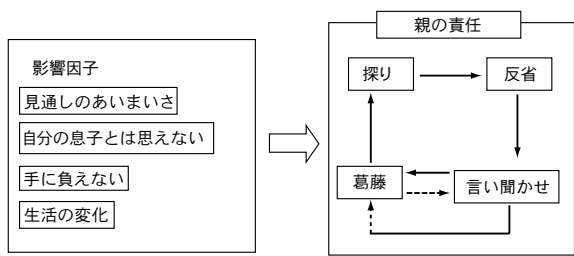 影響因子
見通しのあいまいさ
自分の息子とは思えない
手に負えない
生活の変化
親の責任
探り
反省
葛藤
言い聞かせ